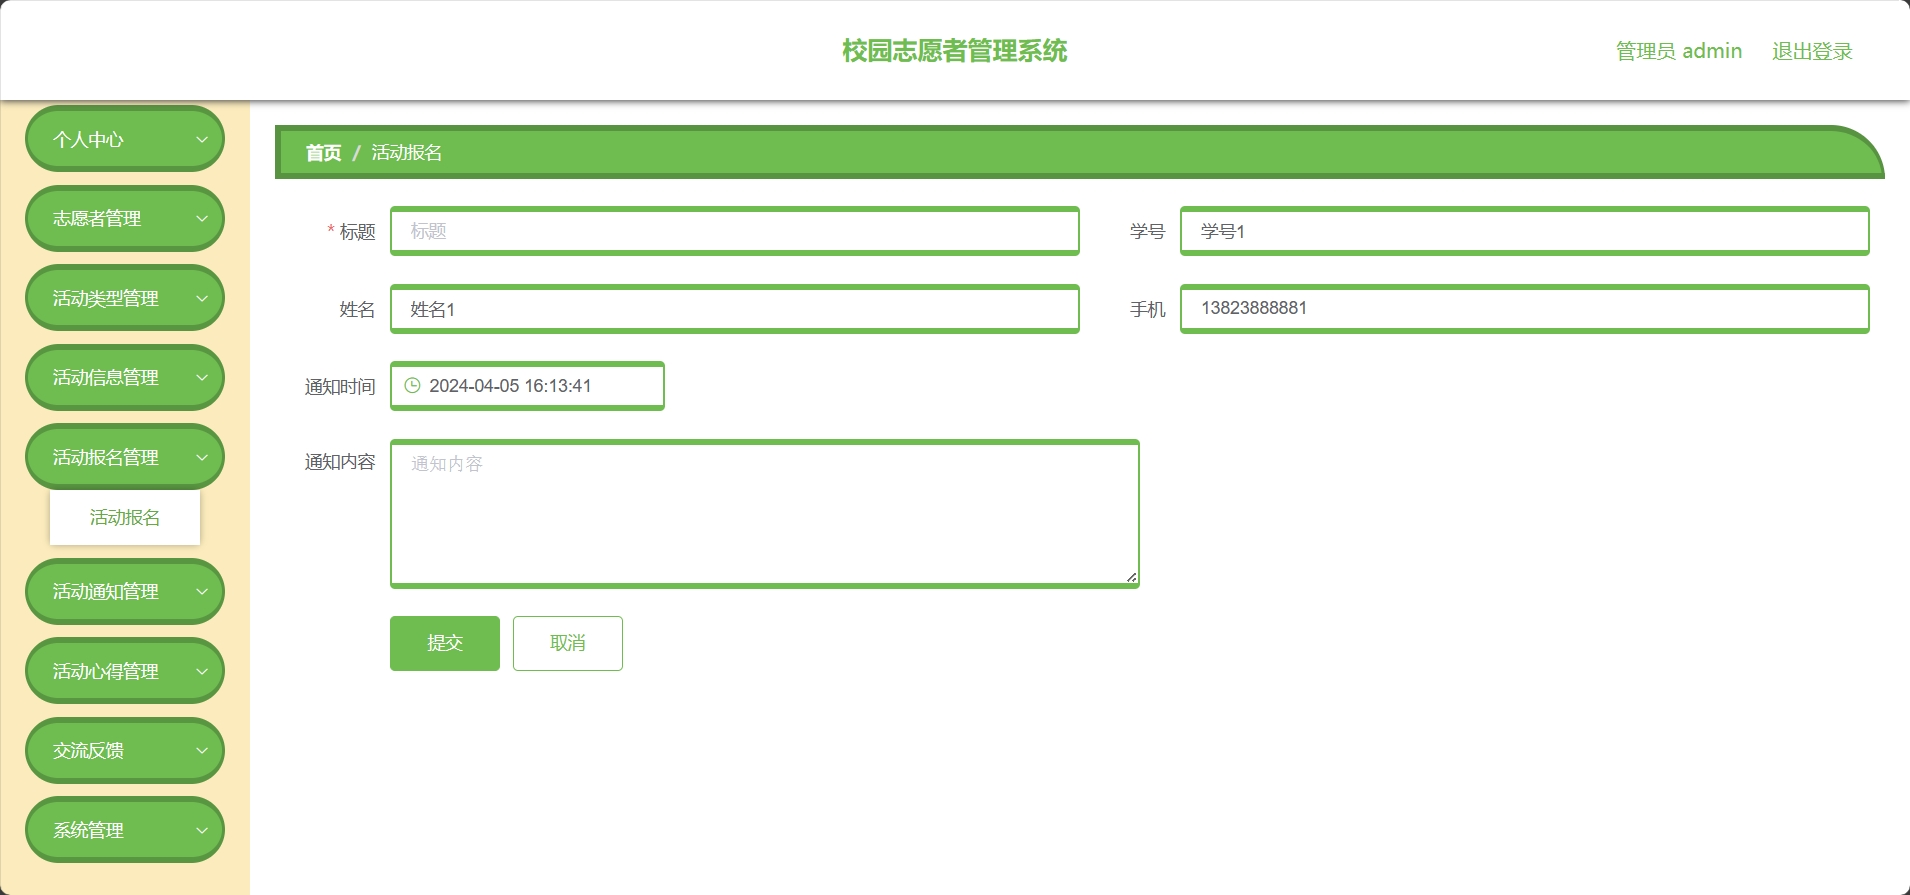 校园志愿者管理系统
管理员 admin
退出登录
个人中心
志愿者管理
活动类型管理
活动信息管理
活动报名管理
活动报名
活动通知管理
活动心得管理
交流反馈
系统管理
首页 / 活动报名
* 标题 标题
学号 学号1
姓名 姓名1
手机 13823888881
通知时间 2024-04-05 16:13:41
通知内容 通知内容
提交 取消